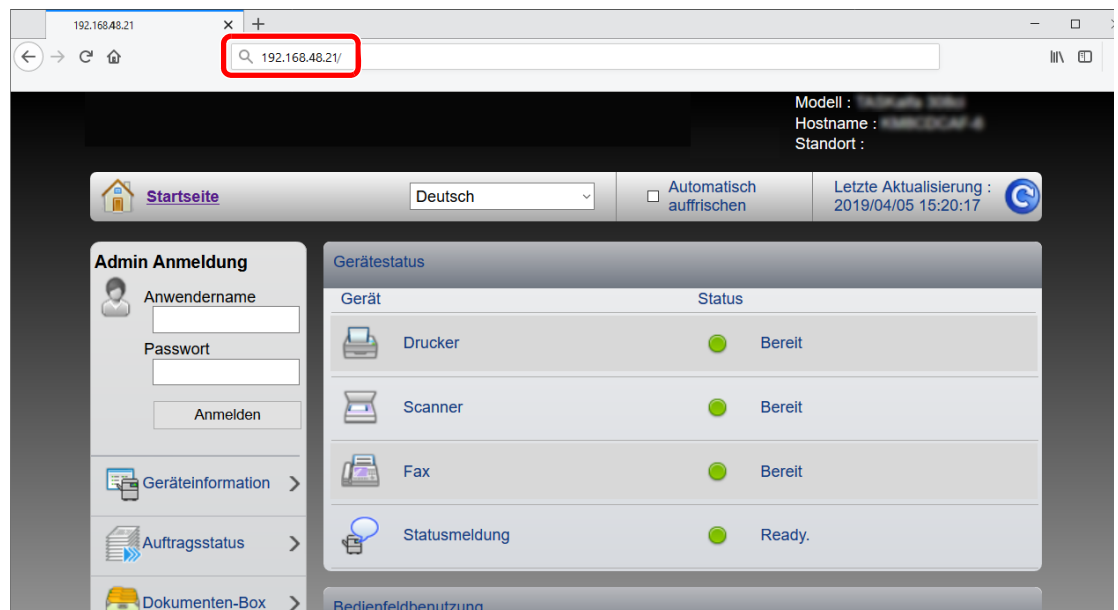 192.168.48.21
192.168.48.21/
Modell :
Hostname :
Standort :
Startseite
Deutsch
Automatisch
auffrischen
Letzte Aktualisierung :
2019/04/05 15:20:17
Admin Anmeldung
Anwendername
Passwort
Anmelden
Geräteinformation
Auftragsstatus
Dokumenten-Box
Gerätestatus
Gerät Status
Drucker Bereit
Scanner Bereit
Fax Bereit
Statusmeldung Ready.
Bedienfeldbenutzung